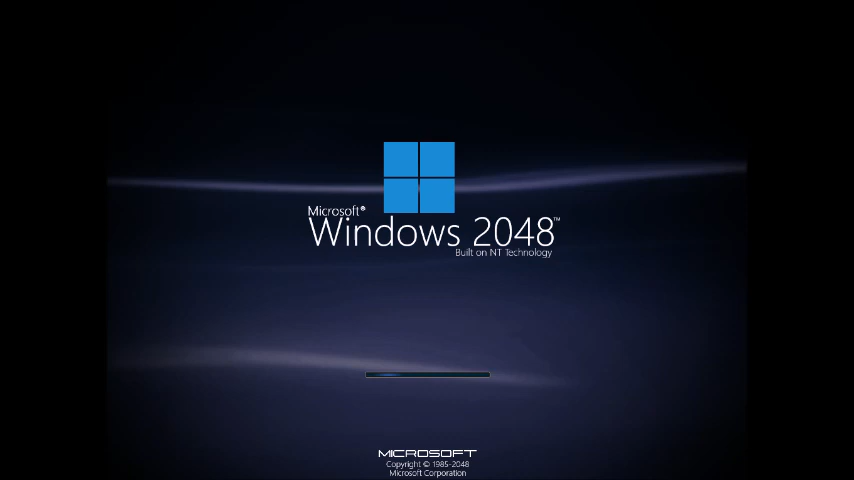 Microsoft®
Windows 2048™
Built on NT Technology
MICROSOFT
Copyright © 1985-2048
Microsoft Corporation